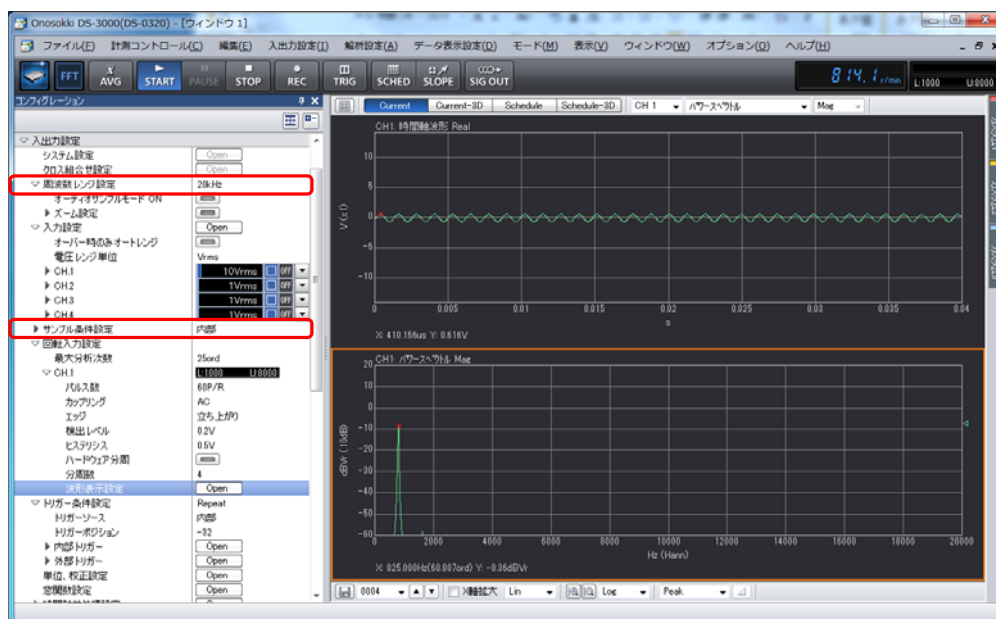 Onosokki DS-3000(DS-0320) - [ウィンドウ 1]
ファイル(F) 計測コントロール(C) 編集(E) 入出力設定(I) 解析設定(A) データ表示設定(D) モード(M) 表示(V) ウィンドウ(W) オプション(O) ヘルプ(H)
FFT AVG START PAUSE STOP REC TRIG SCHED SLOPE SIG OUT 814.1 r/min L:1000 U:8000
コンフィグレーション
Current Current-3D Schedule Schedule-3D CH 1 パワースペクトル Mag
入出力設定
システム設定 Open
クロス組合せ設定 Open
周波数レンジ設定 20kHz
オーディオサンプルモード ON
ズーム設定
入力設定 Open
オーバー時のみオートレンジ
電圧レンジ単位 Vrms
CH.1 10Vrms OFF
CH.2 1Vrms OFF
CH.3 1Vrms OFF
CH.4 1Vrms OFF
サンプル条件設定 内部
回転入力設定
最大分析次数 25ord
CH.1 L:1000 U:8000
パルス数 60P/R
カップリング AC
エッジ 立ち上がり
検出レベル 0.2V
ヒステリシス 0.5V
ハードウェア分周
分周数 4
波形表示設定 Open
トリガー条件設定 Repeat
トリガーソース 内部
トリガーポジション -32
内部トリガー Open
外部トリガー Open
単位、校正設定 Open
窓関数設定 Open
CH1: 時間軸波形 Real
10
5
0
-5
-10
V (x1)
0 0.005 0.01 0.015 0.02 0.025 0.03 0.035 0.04
s
X: 410.156us Y: 0.616V
CH1: パワースペクトル Mag
20
10
0
-10
-20
-30
-40
-50
-60
dBVr (10dB)
0 2000 4000 6000 8000 10000 12000 14000 16000 18000 20000
Hz (Hann)
X: 825.000Hz(60.807ord) Y: -8.06dBVr
0004 X軸拡大 Lin Log Peak